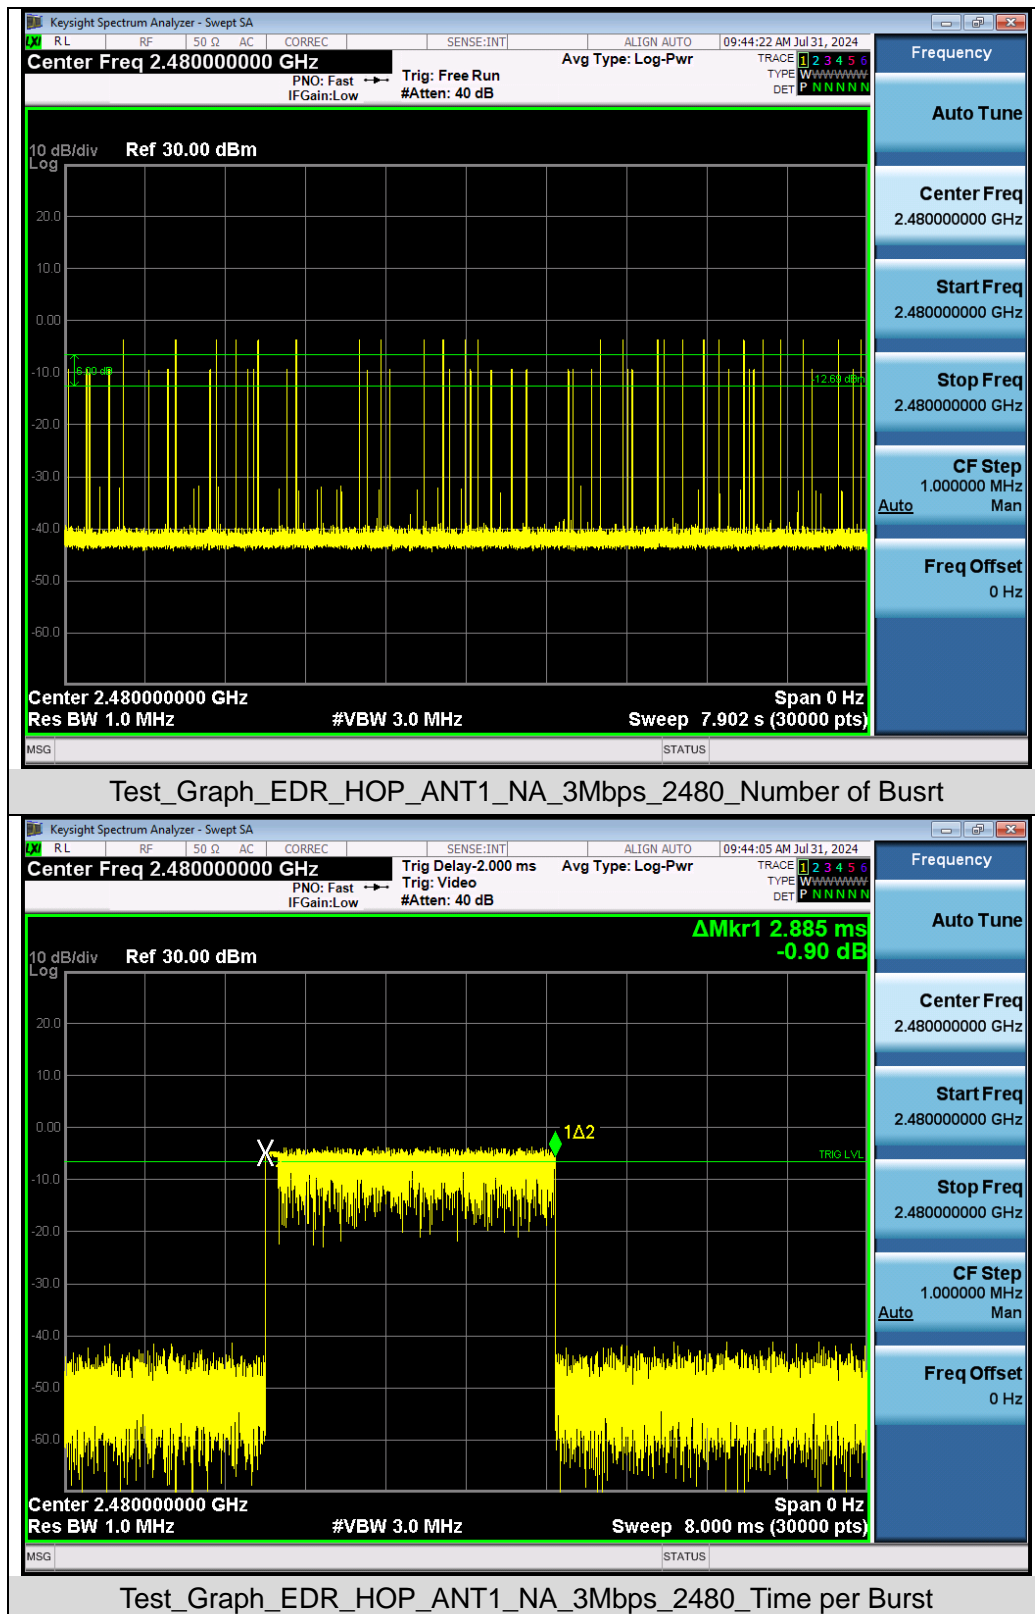 Keysight Spectrum Analyzer - Swept SA
LXI RL RF 50 Ω AC CORREC SENSE:INT ALIGN AUTO 09:44:22 AM Jul 31, 2024
Center Freq 2.480000000 GHz
PNO: Fast
IFGain:Low
Trig: Free Run
#Atten: 40 dB
Avg Type: Log-Pwr
TRACE 1 2 3 4 5 6
TYPE WWWWWW
DET P N N N N N
10 dB/div Ref 30.00 dBm
Log
20.0
10.0
0.00
6.00 dB
-10.0
-12.69 dBm
-20.0
-30.0
-40.0
-50.0
-60.0
Center 2.480000000 GHz Span 0 Hz
Res BW 1.0 MHz #VBW 3.0 MHz Sweep 7.902 s (30000 pts)
MSG STATUS
Frequency
Auto Tune
Center Freq
2.480000000 GHz
Start Freq
2.480000000 GHz
Stop Freq
2.480000000 GHz
CF Step
1.000000 MHz
Auto Man
Freq Offset
0 Hz
Test_Graph_EDR_HOP_ANT1_NA_3Mbps_2480_Number of Busrt
Keysight Spectrum Analyzer - Swept SA
LXI RL RF 50 Ω AC CORREC SENSE:INT ALIGN AUTO 09:44:05 AM Jul 31, 2024
Center Freq 2.480000000 GHz
PNO: Fast
IFGain:Low
Trig Delay-2.000 ms
Trig: Video
#Atten: 40 dB
Avg Type: Log-Pwr
TRACE 1 2 3 4 5 6
TYPE WWWWWW
DET P N N N N N
ΔMkr1 2.885 ms
-0.90 dB
10 dB/div Ref 30.00 dBm
Log
20.0
10.0
0.00
1Δ2
TRIG LVL
-10.0
-20.0
-30.0
-40.0
-50.0
-60.0
Center 2.480000000 GHz Span 0 Hz
Res BW 1.0 MHz #VBW 3.0 MHz Sweep 8.000 ms (30000 pts)
MSG STATUS
Frequency
Auto Tune
Center Freq
2.480000000 GHz
Start Freq
2.480000000 GHz
Stop Freq
2.480000000 GHz
CF Step
1.000000 MHz
Auto Man
Freq Offset
0 Hz
Test_Graph_EDR_HOP_ANT1_NA_3Mbps_2480_Time per Burst